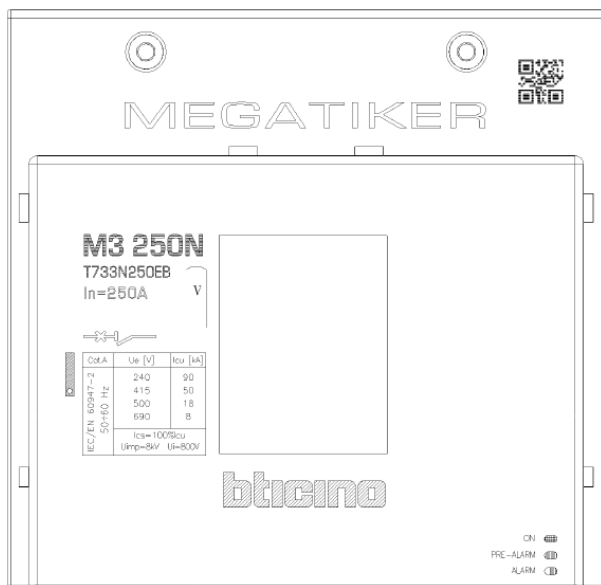 MEGATIKER
M3 250N
T733N250EB
In=250A
V
Cat.A Ue [V] Icu [kA]
IEC/EN 60947-2
50÷60 Hz
240 90
415 50
500 18
690 8
Ics=100%Icu
Uimp=8kV Ui=800V
bticino
ON
PRE-ALARM
ALARM